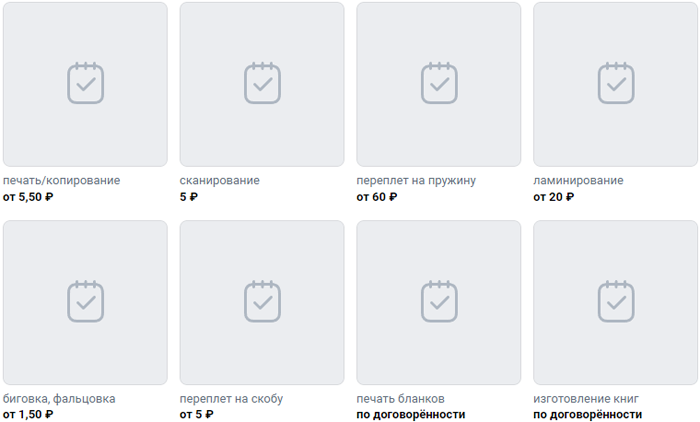 печать/копирование
от 5,50 ₽
сканирование
5 ₽
переплет на пружину
от 60 ₽
ламинирование
от 20 ₽
биговка, фальцовка
от 1,50 ₽
переплет на скобу
от 5 ₽
печать бланков
по договорённости
изготовление книг
по договорённости